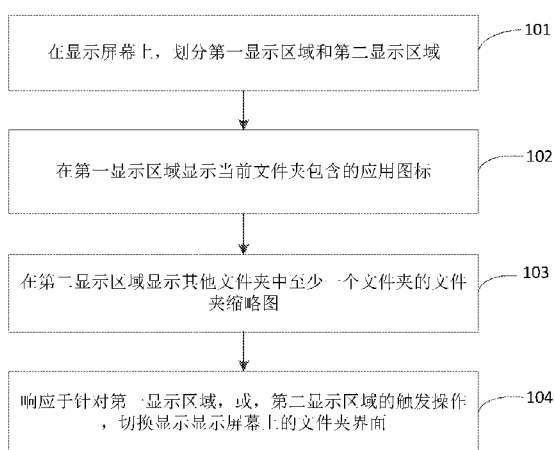 在显示屏幕上，划分第一显示区域和第二显示区域
101
在第一显示区域显示当前文件夹包含的应用图标
102
在第二显示区域显示其他文件夹中至少一个文件夹的文件
夹缩略图
103
响应于针对第一显示区域，或，第二显示区域的触发操作
，切换显示显示屏幕上的文件夹界面
104